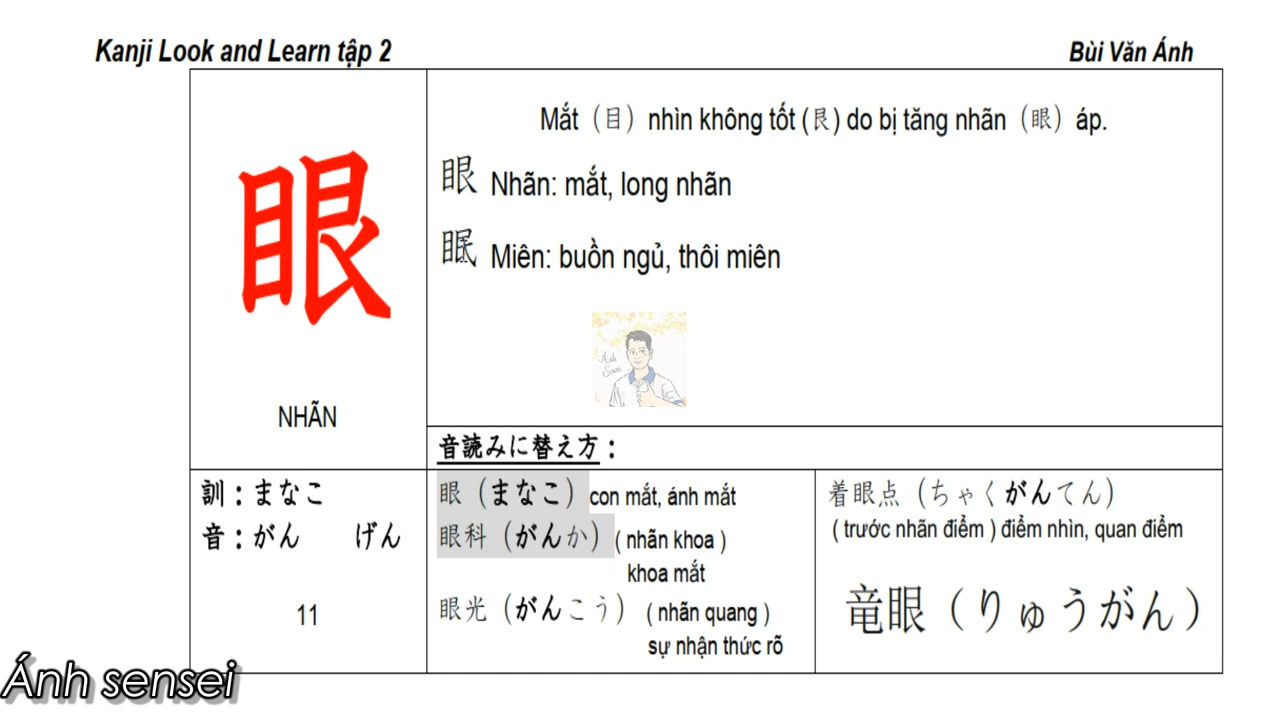 Kanji Look and Learn tập 2
Bùi Văn Ánh
眼
NHÃN
Mắt（目）nhìn không tốt (艮) do bị tăng nhãn（眼）áp.
眼 Nhãn: mắt, long nhãn
眠 Miên: buồn ngủ, thôi miên
Ánh
Sensei
音読みに替え方：
訓：まなこ
音：がん げん
11
眼（まなこ）con mắt, ánh mắt
眼科（がんか）( nhãn khoa )
khoa mắt
眼光（がんこう）( nhãn quang )
sự nhận thức rõ
着眼点（ちゃくがんてん）
( trước nhãn điểm ) điểm nhìn, quan điểm
竜眼（りゅうがん）
Ánh sensei